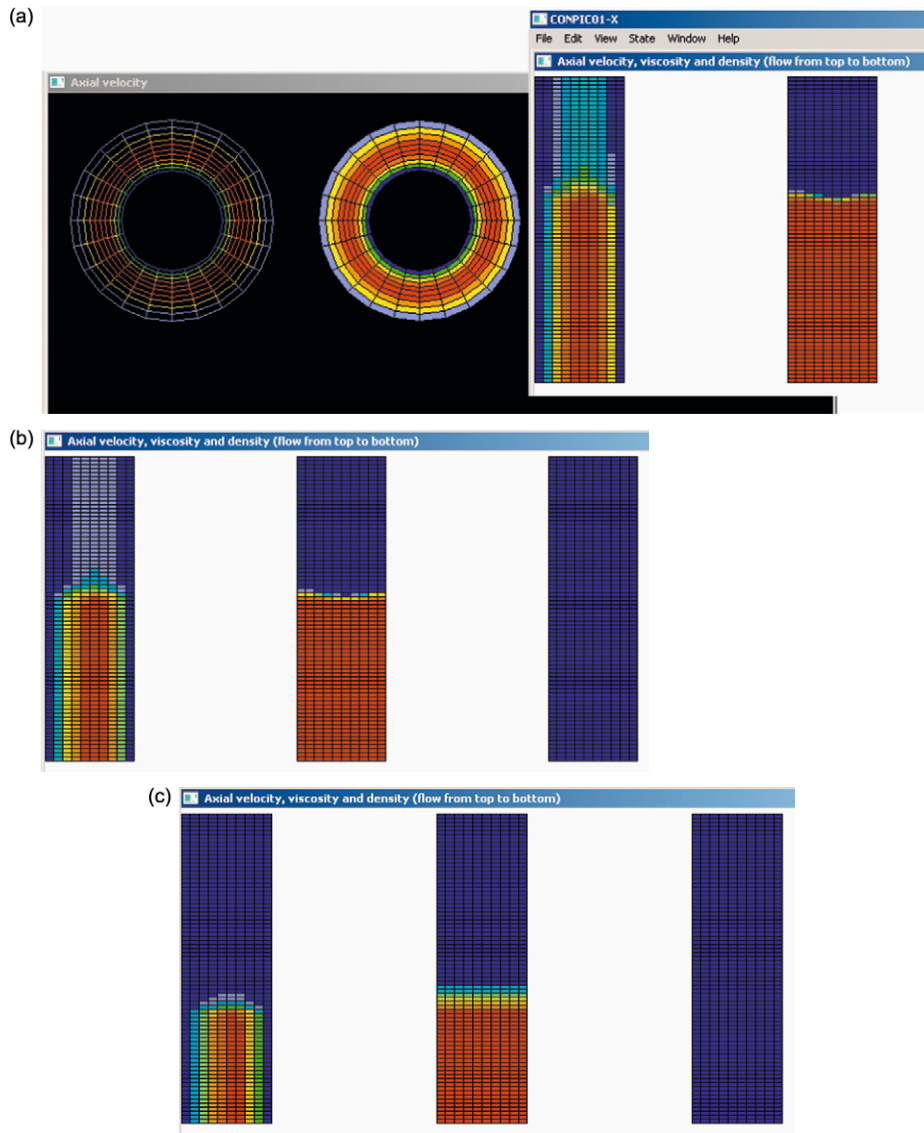 (a)
CONPIC01-X
File Edit View State Window Help
Axial velocity
Axial velocity, viscosity and density (flow from top to bottom)
(b)
Axial velocity, viscosity and density (flow from top to bottom)
(c)
Axial velocity, viscosity and density (flow from top to bottom)